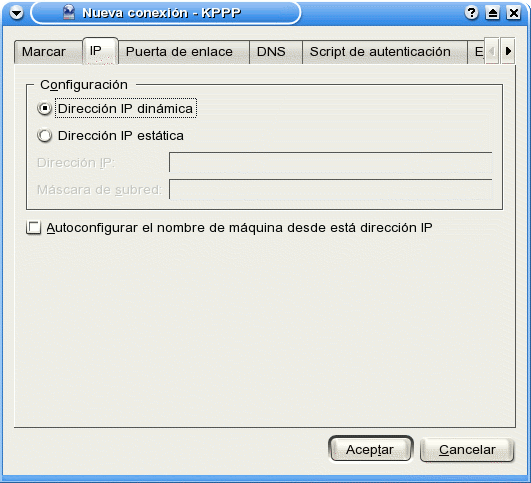 Nueva conexión - KPPP
Marcar IP Puerta de enlace DNS Script de autenticación E
Configuración
Dirección IP dinámica
Dirección IP estática
Dirección IP:
Máscara de subred:
Autoconfigurar el nombre de máquina desde está dirección IP
Aceptar Cancelar